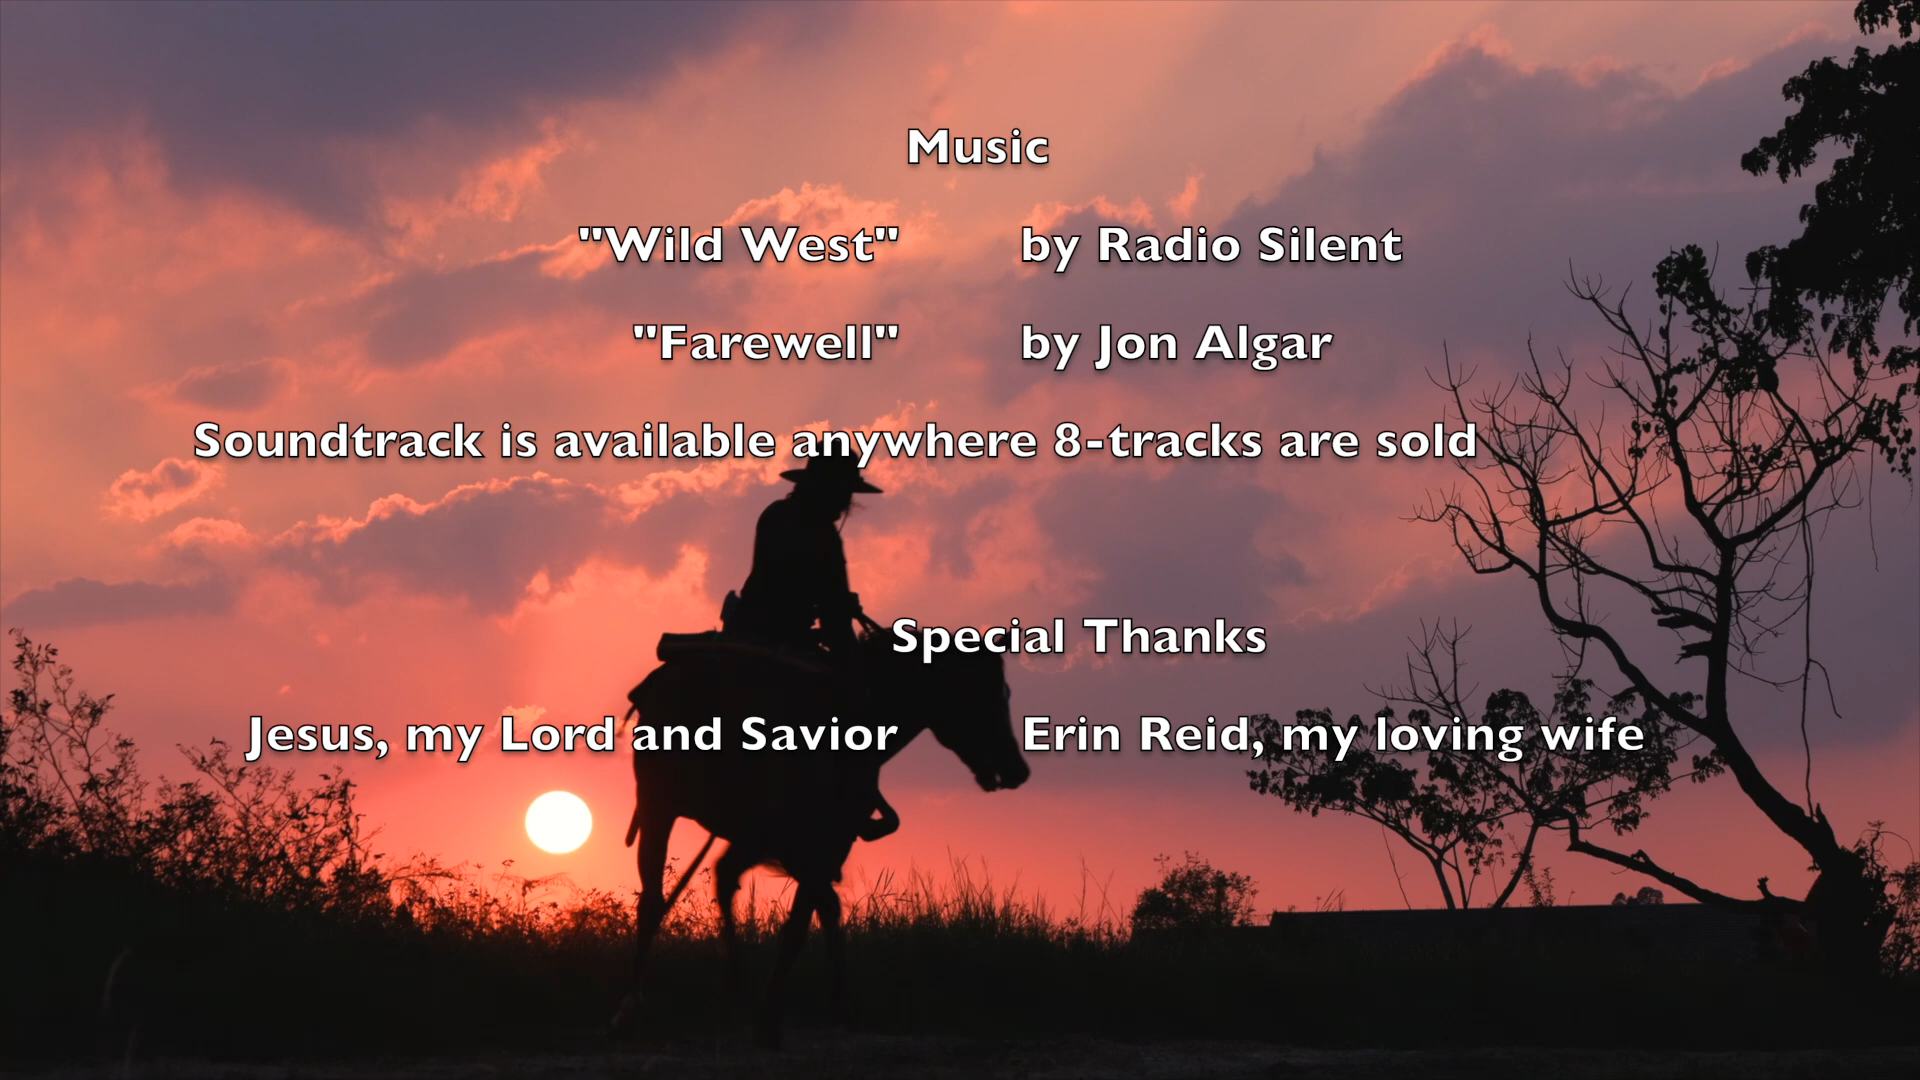 Music
"Wild West" by Radio Silent
"Farewell" by Jon Algar
Soundtrack is available anywhere 8-tracks are sold
Special Thanks
Jesus, my Lord and Savior Erin Reid, my loving wife